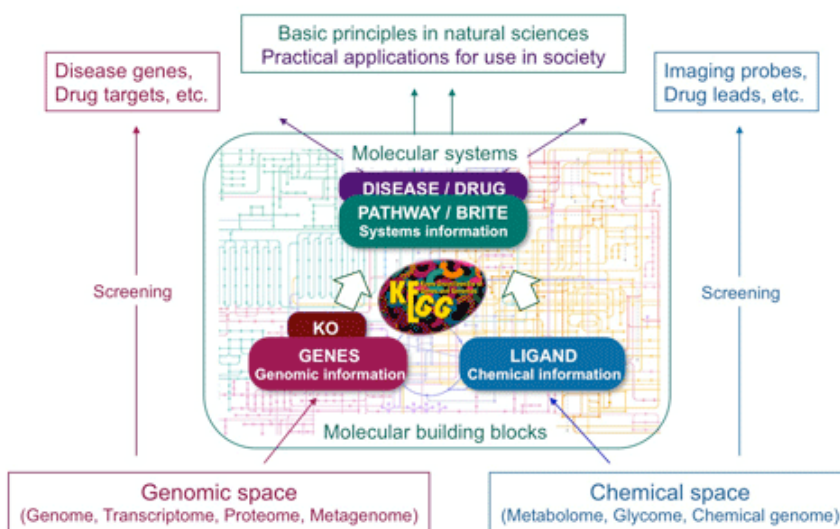 Basic principles in natural sciences
Practical applications for use in society
Disease genes,
Drug targets, etc.
Imaging probes,
Drug leads, etc.
Molecular systems
DISEASE / DRUG
PATHWAY / BRITE
Systems information
KEGG
Screening
Screening
KO
GENES
Genomic information
LIGAND
Chemical information
Molecular building blocks
Genomic space
(Genome, Transcriptome, Proteome, Metagenome)
Chemical space
(Metabolome, Glycome, Chemical genome